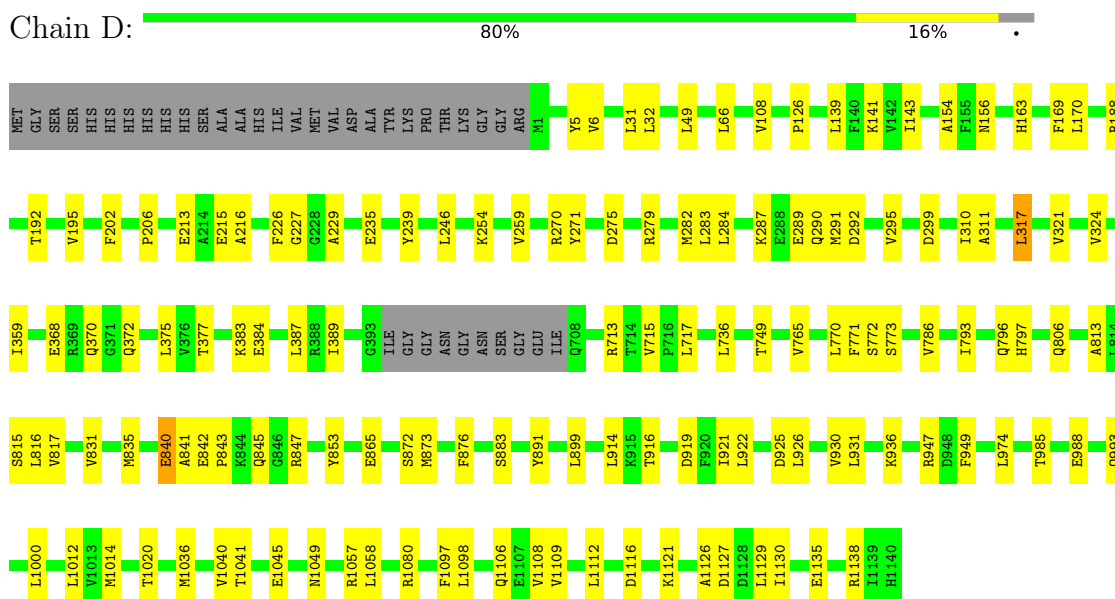 Chain D:
80% 16% •
MET GLY SER SER HIS HIS HIS HIS HIS HIS SER ALA ALA HIS ILE VAL MET VAL ASP ALA TYR LYS PRO THR LYS GLY GLY ARG M1 Y5 V6 L31 L32 L49 L66 V108 P126 L139 F140 K141 V142 I143 A154 F155 N156 H163 F169 L170
T192 V195 F202 P206 E213 A214 E215 A216 F226 G227 G228 A229 E235 Y239 L246 K254 V259 R270 Y271 D275 R279 M282 L283 L284 K287 E288 E289 Q290 M291 D292 V295 D299 I310 A311 L317 V321 V324
I359 E368 R369 Q370 G371 Q372 L375 V376 T377 K383 E384 L387 R388 I389 G393 ILE GLY GLY ASN GLY ASN SER GLY GLU ILE Q708 R713 T714 V715 P716 L717 L736 T749 V765 L770 F771 S772 S773 V786 I793 Q796 H797 Q806 A813 L814
S815 L816 V817 V831 M835 E840 A841 E842 P843 K844 Q845 G846 R847 Y853 E865 S872 M873 F876 S883 Y891 L899 L914 K915 T916 D919 F920 I921 L922 D925 L926 V930 L931 K936 R947 D948 F949 L974 T985 E988
L1000 L1012 V1013 M1014 T1020 M1036 V1040 T1041 E1045 N1049 R1057 L1058 R1080 F1097 L1098 Q1106 E1107 V1108 V1109 L1112 D1116 K1121 A1126 D1127 D1128 L1129 I1130 E1135 R1138 I1139 H1140